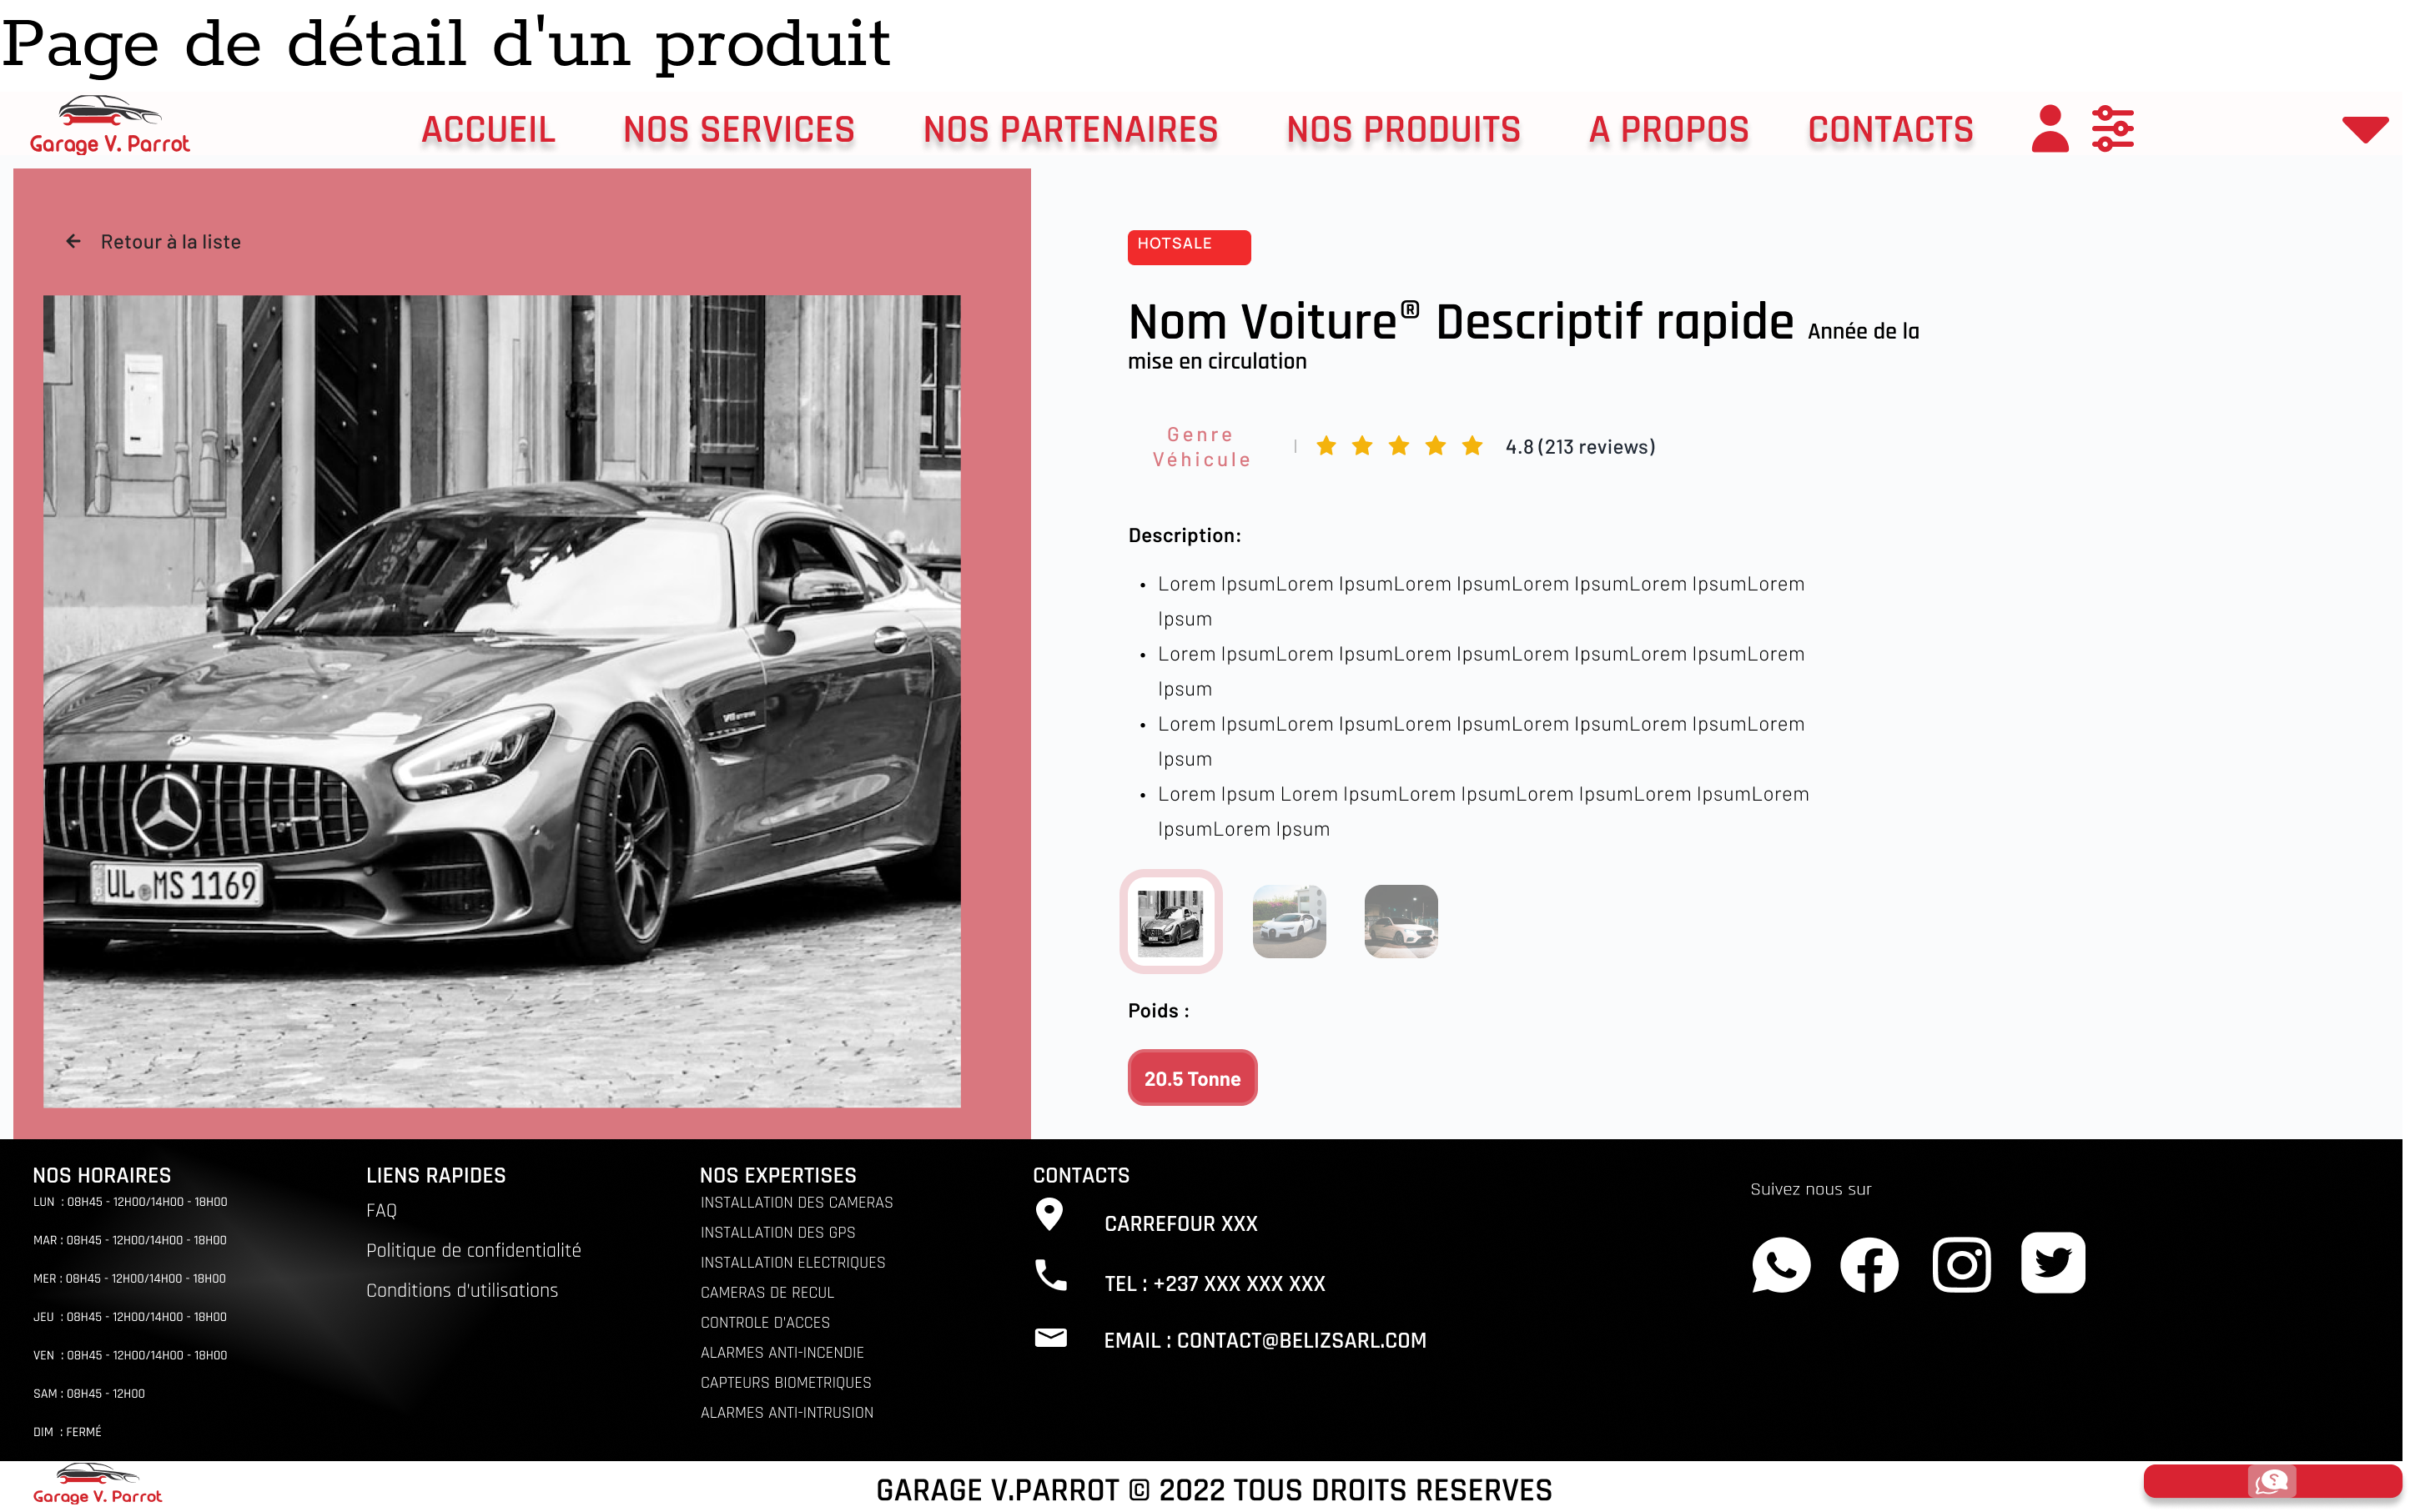 Page de détail d'un produit
Garage V. Parrot
ACCUEIL NOS SERVICES NOS PARTENAIRES NOS PRODUITS A PROPOS CONTACTS
Retour à la liste
UL MS 1169
HOTSALE
Nom Voiture® Descriptif rapide Année de la
mise en circulation
Genre
Véhicule
4.8 (213 reviews)
Description:
• Lorem IpsumLorem IpsumLorem IpsumLorem IpsumLorem IpsumLorem
Ipsum
• Lorem IpsumLorem IpsumLorem IpsumLorem IpsumLorem IpsumLorem
Ipsum
• Lorem IpsumLorem IpsumLorem IpsumLorem IpsumLorem IpsumLorem
Ipsum
• Lorem Ipsum Lorem IpsumLorem IpsumLorem IpsumLorem IpsumLorem
IpsumLorem Ipsum
Poids :
20.5 Tonne
NOS HORAIRES
LUN : 08H45 - 12H00/14H00 - 18H00
MAR : 08H45 - 12H00/14H00 - 18H00
MER : 08H45 - 12H00/14H00 - 18H00
JEU : 08H45 - 12H00/14H00 - 18H00
VEN : 08H45 - 12H00/14H00 - 18H00
SAM : 08H45 - 12H00
DIM : FERMÉ
LIENS RAPIDES
FAQ
Politique de confidentialité
Conditions d'utilisations
NOS EXPERTISES
INSTALLATION DES CAMERAS
INSTALLATION DES GPS
INSTALLATION ELECTRIQUES
CAMERAS DE RECUL
CONTROLE D'ACCES
ALARMES ANTI-INCENDIE
CAPTEURS BIOMETRIQUES
ALARMES ANTI-INTRUSION
CONTACTS
CARREFOUR XXX
TEL : +237 XXX XXX XXX
EMAIL : CONTACT@BELIZSARL.COM
Suivez nous sur
Garage V. Parrot
GARAGE V.PARROT © 2022 TOUS DROITS RESERVES